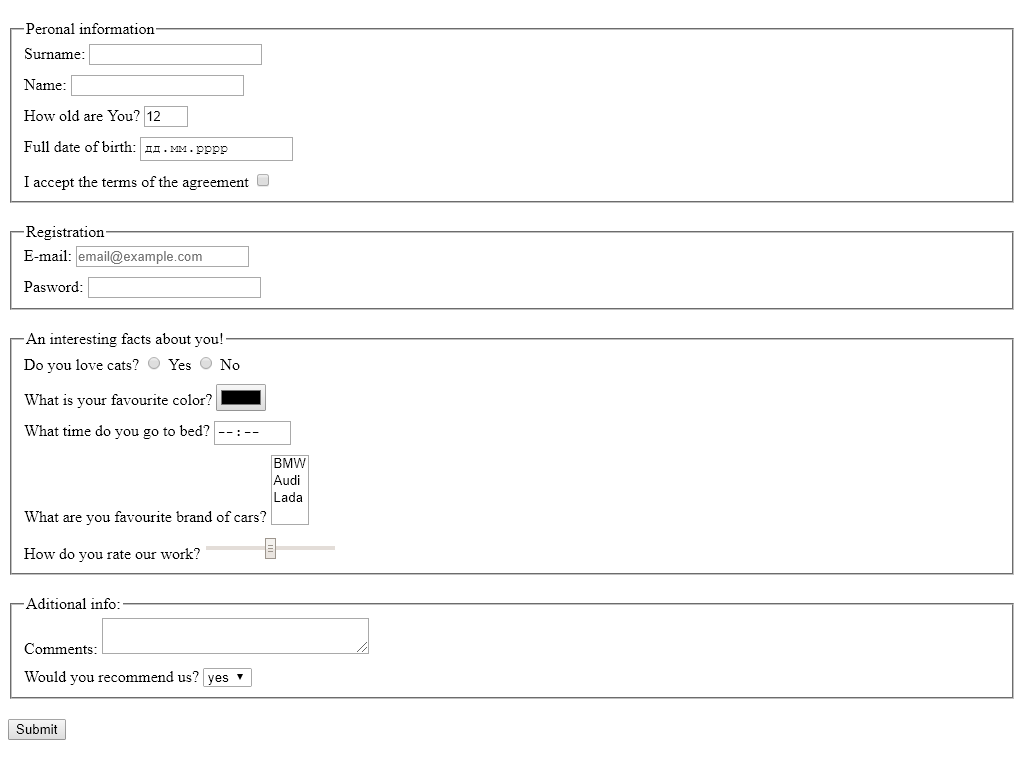 Peronal information
Surname:
Name:
How old are You? 12
Full date of birth: дд.мм.рррр
I accept the terms of the agreement
Registration
E-mail: email@example.com
Pasword:
An interesting facts about you!
Do you love cats? Yes No
What is your favourite color?
What time do you go to bed? --:--
BMW
Audi
Lada
What are you favourite brand of cars?
How do you rate our work?
Aditional info:
Comments:
Would you recommend us? yes
Submit